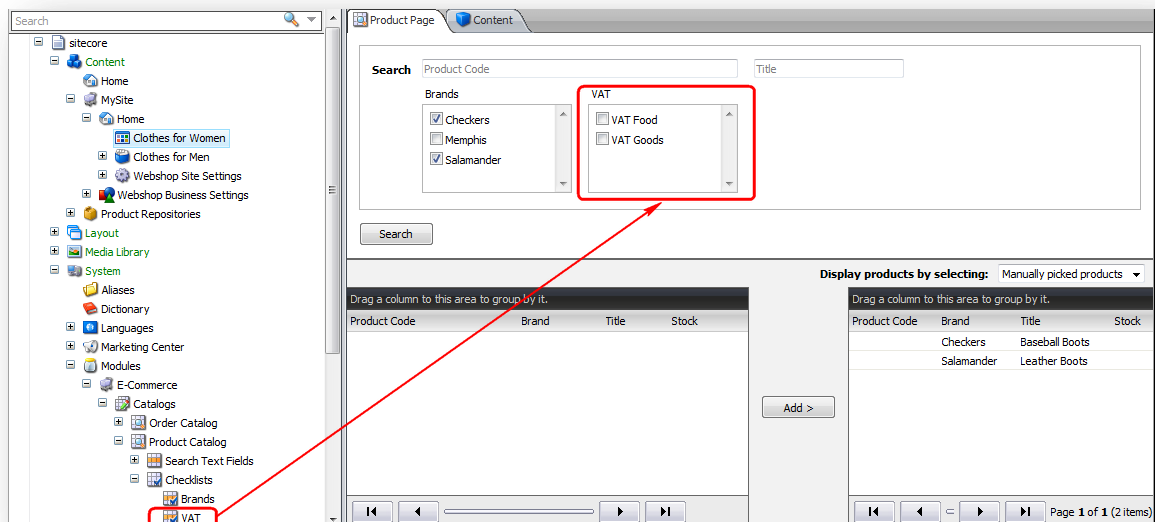 Search
sitecore
Content
Home
MySite
Home
Clothes for Women
Clothes for Men
Webshop Site Settings
Webshop Business Settings
Product Repositories
Layout
Media Library
System
Aliases
Dictionary
Languages
Marketing Center
Modules
E-Commerce
Catalogs
Order Catalog
Product Catalog
Search Text Fields
Checklists
Brands
VAT
Product Page Content
Search Product Code Title
Brands VAT
Checkers VAT Food
Memphis VAT Goods
Salamander
Search
Display products by selecting: Manually picked products
Drag a column to this area to group by it.
Product Code Brand Title Stock
Add >
Drag a column to this area to group by it.
Product Code Brand Title Stock
Checkers Baseball Boots
Salamander Leather Boots
Page 1 of 1 (2 items)